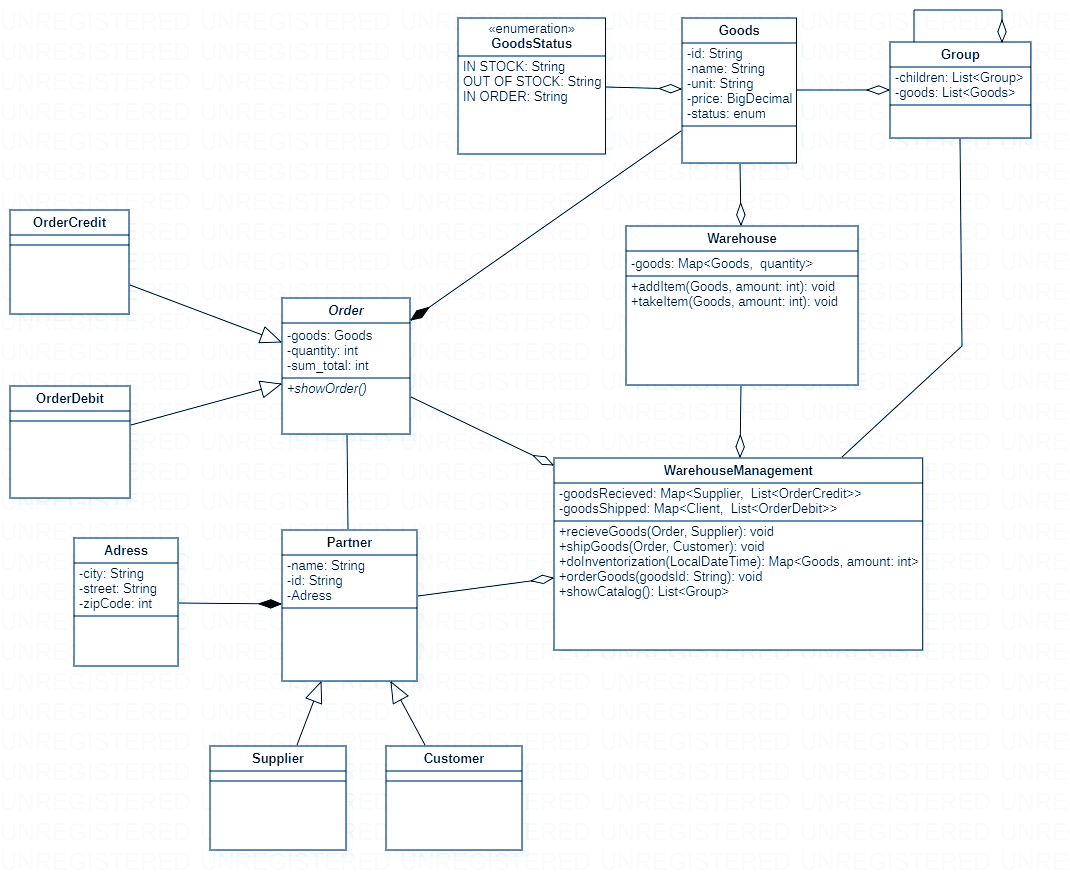 «enumeration»
GoodsStatus
IN STOCK: String
OUT OF STOCK: String
IN ORDER: String
Goods
-id: String
-name: String
-unit: String
-price: BigDecimal
-status: enum
Group
-children: List<Group>
-goods: List<Goods>
OrderCredit
Warehouse
-goods: Map<Goods, quantity>
+addItem(Goods, amount: int): void
+takeItem(Goods, amount: int): void
Order
-goods: Goods
-quantity: int
-sum_total: int
+showOrder()
OrderDebit
WarehouseManagement
-goodsRecieved: Map<Supplier, List<OrderCredit>>
-goodsShipped: Map<Client, List<OrderDebit>>
+recieveGoods(Order, Supplier): void
+shipGoods(Order, Customer): void
+doInventorization(LocalDateTime): Map<Goods, amount: int>
+orderGoods(goodsId: String): void
+showCatalog(): List<Group>
Adress
-city: String
-street: String
-zipCode: int
Partner
-name: String
-id: String
-Adress
Supplier
Customer
UNREGISTERED